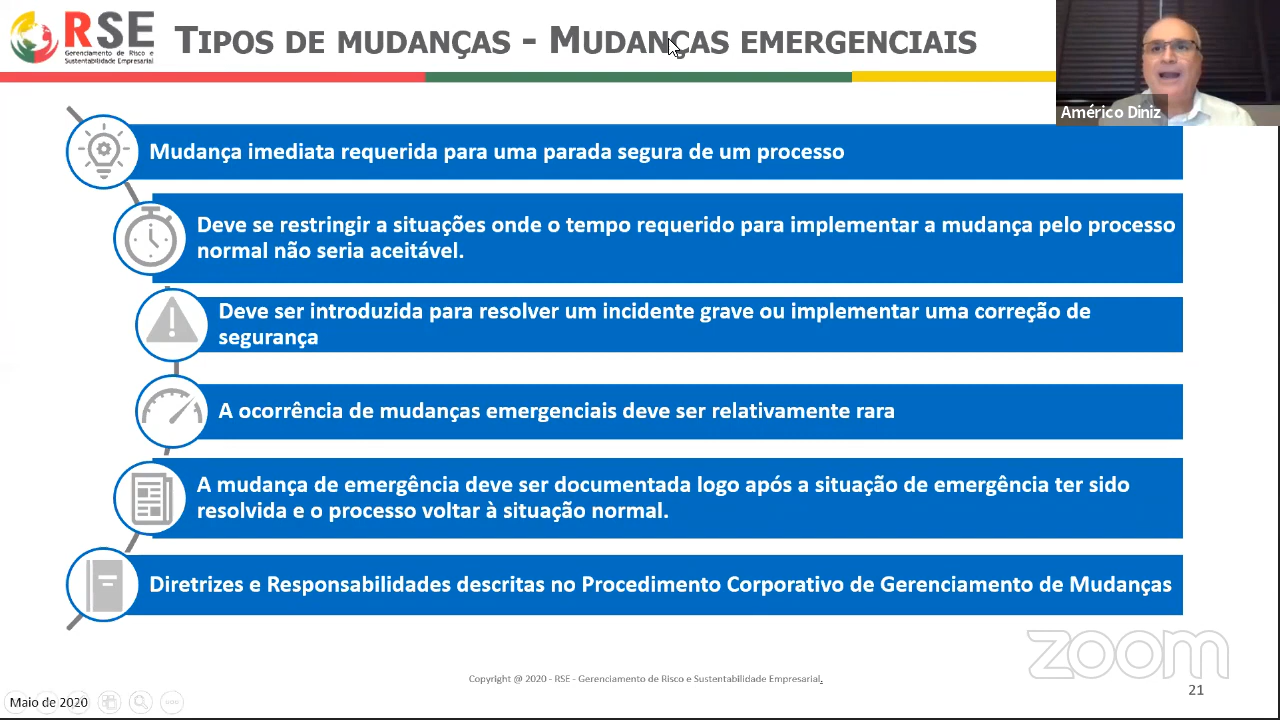 RSE
Gerenciamento de Risco e
Sustentabilidade Empresarial
TIPOS DE MUDANÇAS - MUDANÇAS EMERGENCIAIS
Américo Diniz
Mudança imediata requerida para uma parada segura de um processo
Deve se restringir a situações onde o tempo requerido para implementar a mudança pelo processo
normal não seria aceitável.
Deve ser introduzida para resolver um incidente grave ou implementar uma correção de
segurança
A ocorrência de mudanças emergenciais deve ser relativamente rara
A mudança de emergência deve ser documentada logo após a situação de emergência ter sido
resolvida e o processo voltar à situação normal.
Diretrizes e Responsabilidades descritas no Procedimento Corporativo de Gerenciamento de Mudanças
zoom
Copyright @ 2020 - RSE - Gerenciamento de Risco e Sustentabilidade Empresarial.
21
Maio de 2020